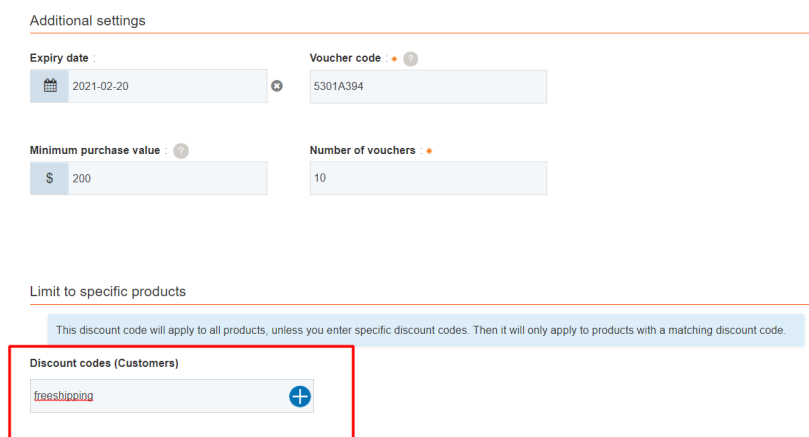 Additional settings
Expiry date : Voucher code : * ?
2021-02-20 5301A394
Minimum purchase value : ? Number of vouchers : *
$ 200 10
Limit to specific products
This discount code will apply to all products, unless you enter specific discount codes. Then it will only apply to products with a matching discount code.
Discount codes (Customers)
freeshipping